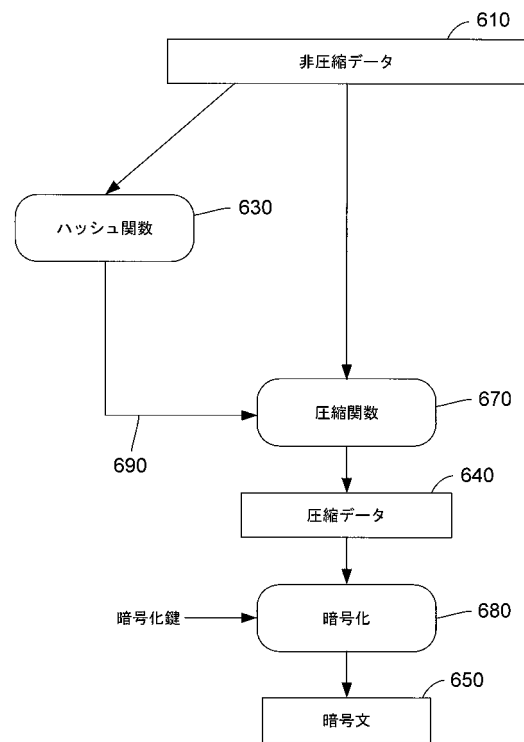 610
非圧縮データ
630
ハッシュ関数
圧縮関数
670
690
640
圧縮データ
暗号化鍵
暗号化
680
650
暗号文